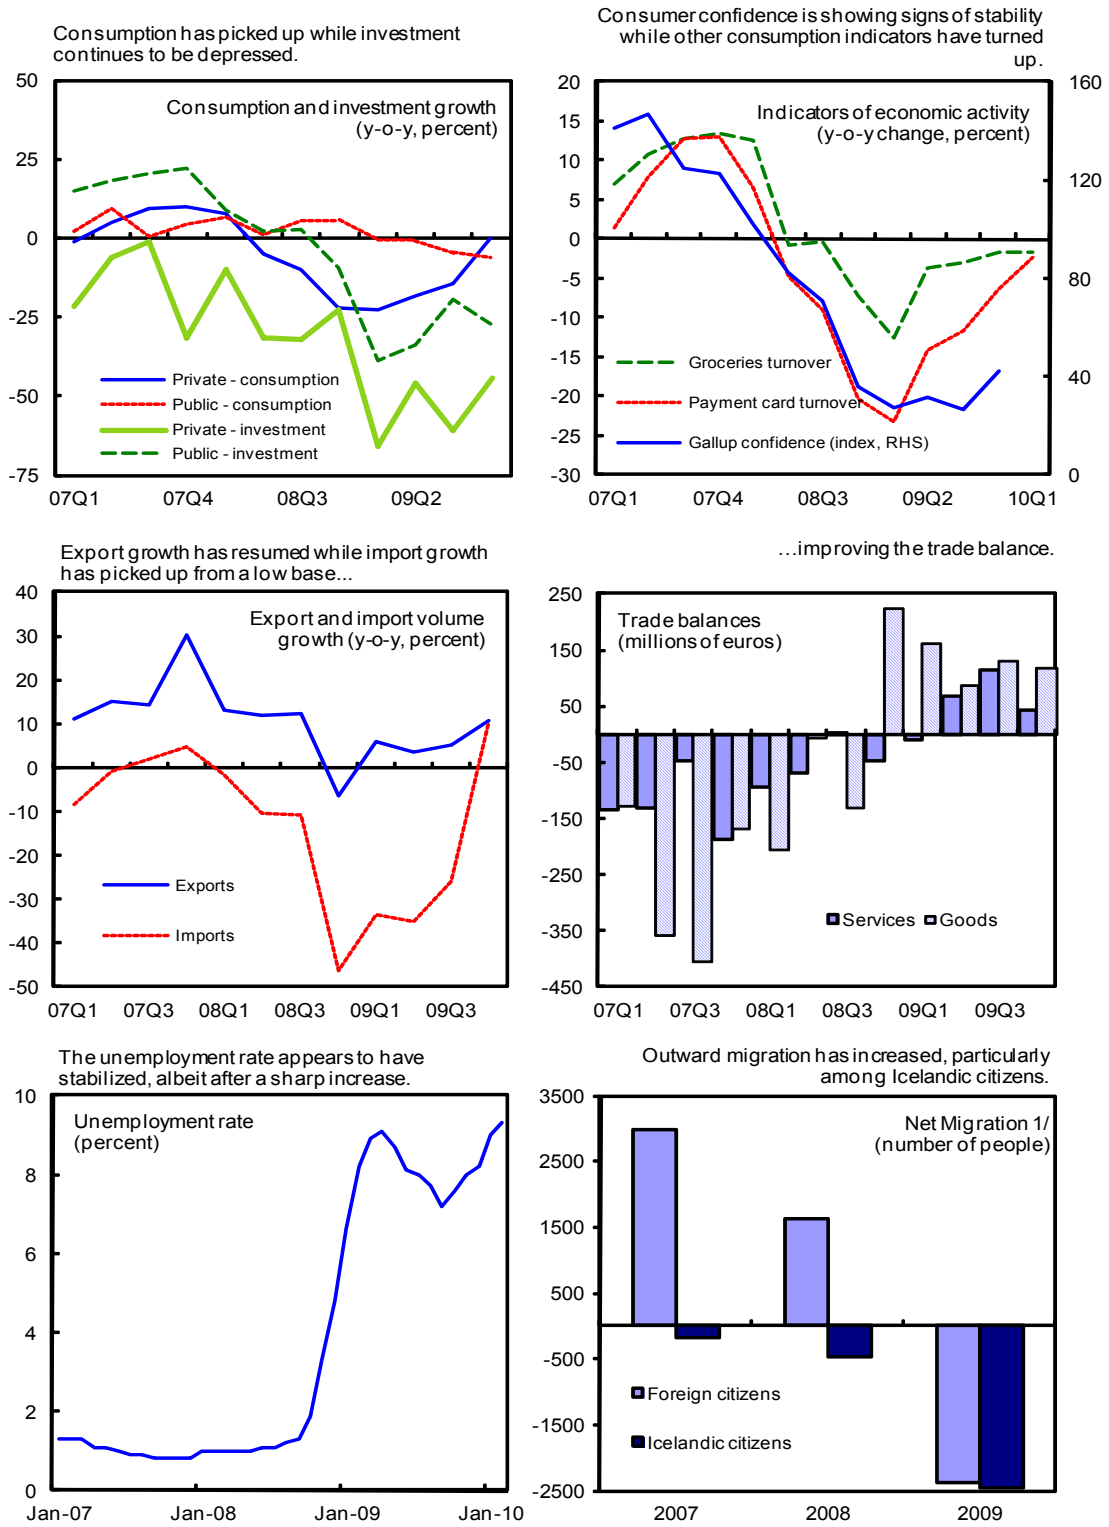 Consumption has picked up while investment
continues to be depressed.
50
25
0
-25
-50
-75
Consumption and investment growth
(y-o-y, percent)
Private - consumption
Public - consumption
Private - investment
Public - investment
07Q1 07Q4 08Q3 09Q2
Consumer confidence is showing signs of stability
while other consumption indicators have turned
up.
20
15
10
5
0
-5
-10
-15
-20
-25
-30
Indicators of economic activity
(y-o-y change, percent)
Groceries turnover
Payment card turnover
Gallup confidence (index, RHS)
160
120
80
40
0
07Q1 07Q4 08Q3 09Q2 10Q1
Export growth has resumed while import growth
has picked up from a low base...
40
30
20
10
0
-10
-20
-30
-40
-50
Export and import volume
growth (y-o-y, percent)
Exports
Imports
07Q1 07Q3 08Q1 08Q3 09Q1 09Q3
…improving the trade balance.
250
150
50
-50
-150
-250
-350
-450
Trade balances
(millions of euros)
Services Goods
07Q1 07Q3 08Q1 08Q3 09Q1 09Q3
The unemployment rate appears to have
stabilized, albeit after a sharp increase.
10
8
6
4
2
0
Unemployment rate
(percent)
Jan-07 Jan-08 Jan-09 Jan-10
Outward migration has increased, particularly
among Icelandic citizens.
3500
2500
1500
500
-500
-1500
-2500
Net Migration 1/
(number of people)
Foreign citizens
Icelandic citizens
2007 2008 2009